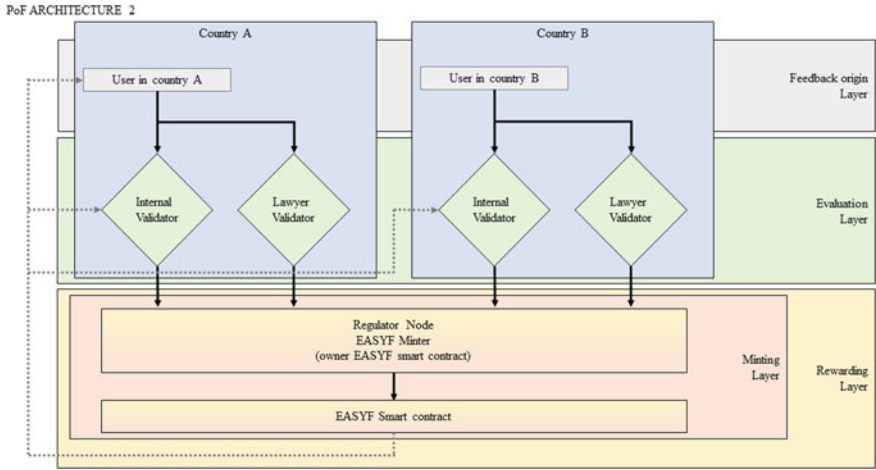 PoF ARCHITECTURE 2
Country A
Country B
User in country A
User in country B
Feedback origin
Layer
Internal
Validator
Lawyer
Validator
Internal
Validator
Lawyer
Validator
Evaluation
Layer
Regulator Node
EASYF Minter
(owner EASYF smart contract)
Minting
Layer
Rewarding
Layer
EASYF Smart contract